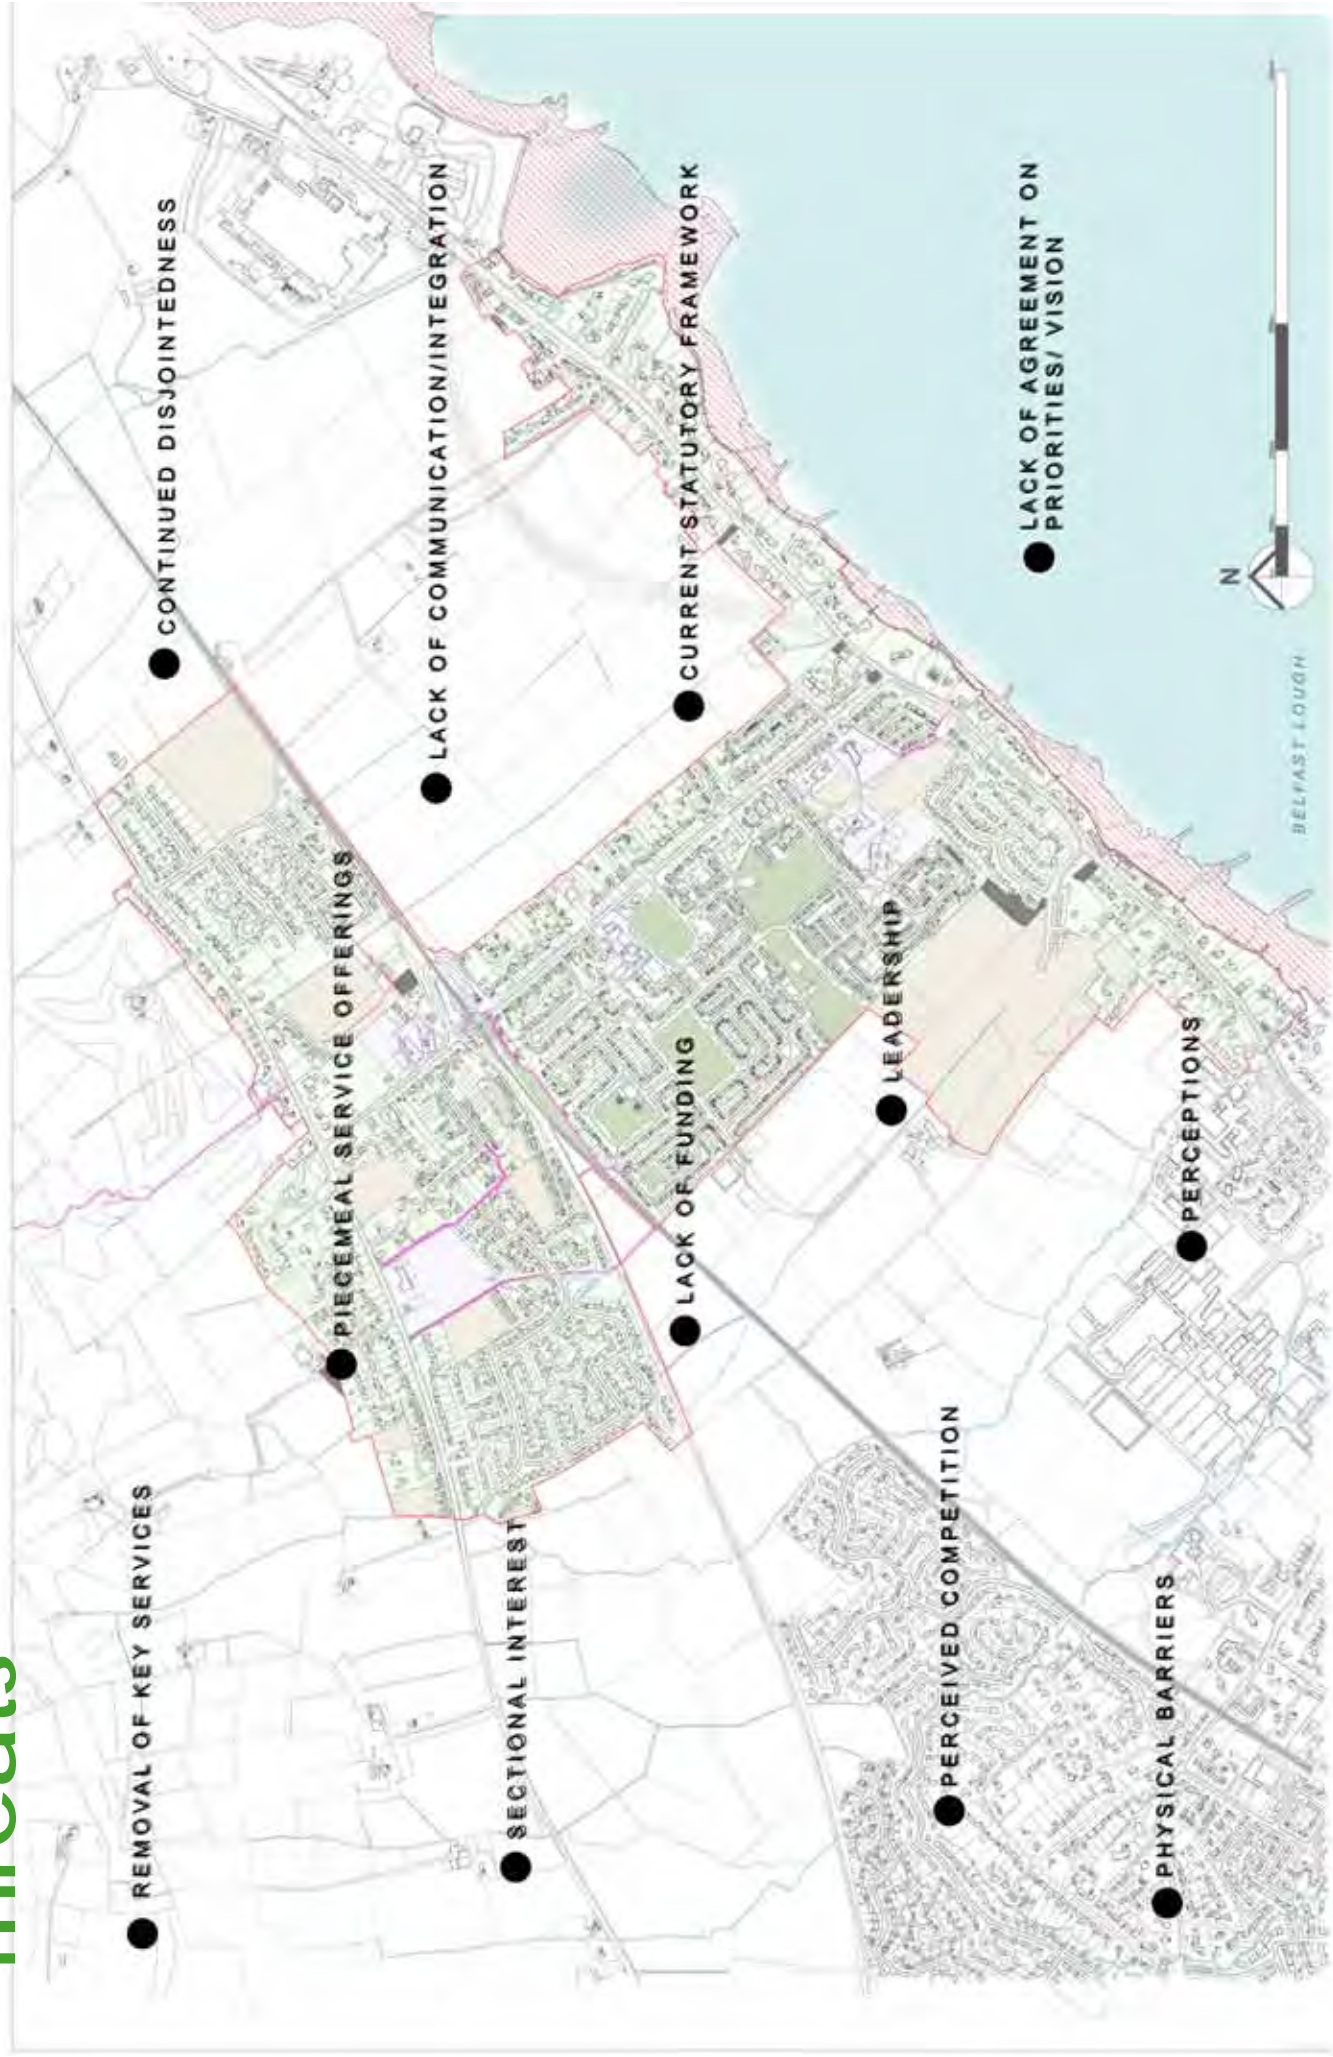 Threats
REMOVAL OF KEY SERVICES
CONTINUED DISJOINTEDNESS
PIECEMEAL SERVICE OFFERINGS
LACK OF COMMUNICATION/INTEGRATION
SECTIONAL INTEREST
LACK OF FUNDING
CURRENT STATUTORY FRAMEWORK
LEADERSHIP
PERCEIVED COMPETITION
LACK OF AGREEMENT ON
PRIORITIES/ VISION
PHYSICAL BARRIERS
PERCEPTIONS
N
BELFAST LOUGH